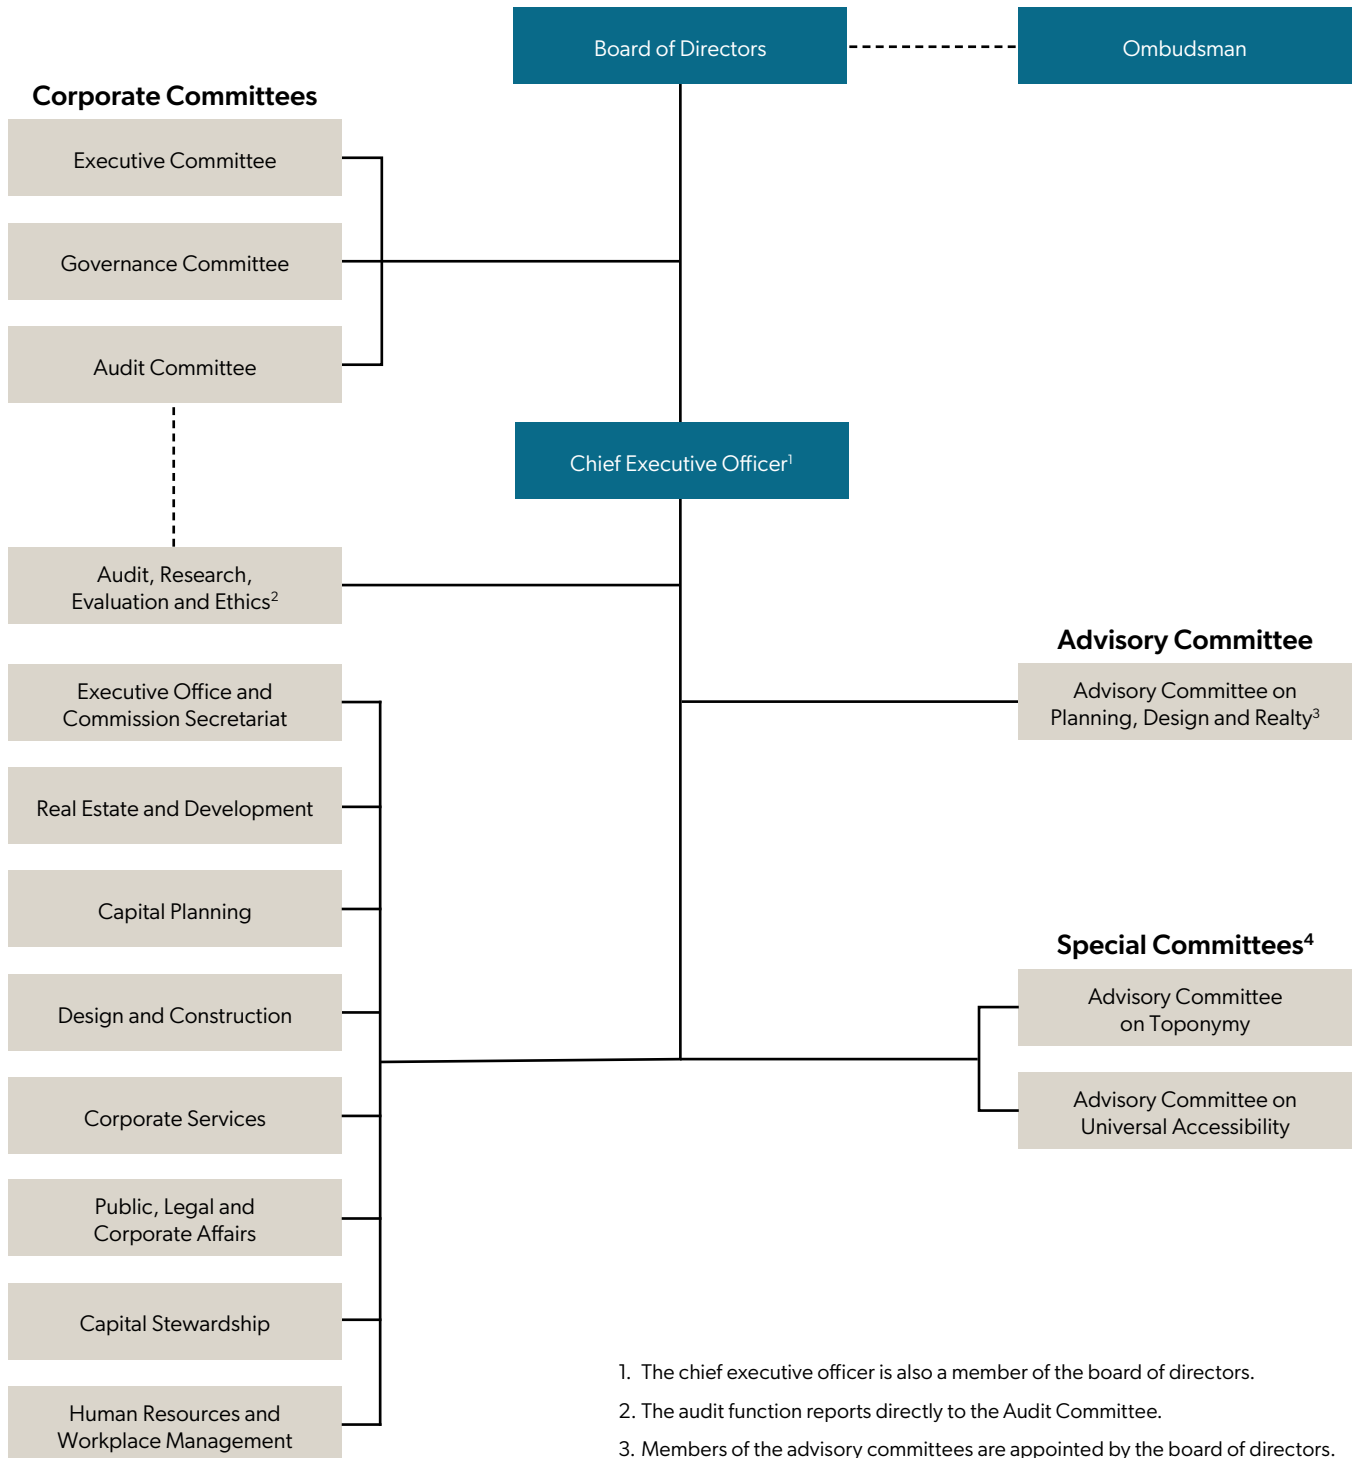 Board of Directors
Ombudsman
Corporate Committees
Executive Committee
Governance Committee
Audit Committee
Chief Executive Officer¹
Audit, Research,
Evaluation and Ethics²
Advisory Committee
Executive Office and
Commission Secretariat
Advisory Committee on
Planning, Design and Realty³
Real Estate and Development
Capital Planning
Special Committees⁴
Design and Construction
Advisory Committee
on Toponymy
Corporate Services
Advisory Committee on
Universal Accessibility
Public, Legal and
Corporate Affairs
Capital Stewardship
Human Resources and
Workplace Management
1. The chief executive officer is also a member of the board of directors.
2. The audit function reports directly to the Audit Committee.
3. Members of the advisory committees are appointed by the board of directors.